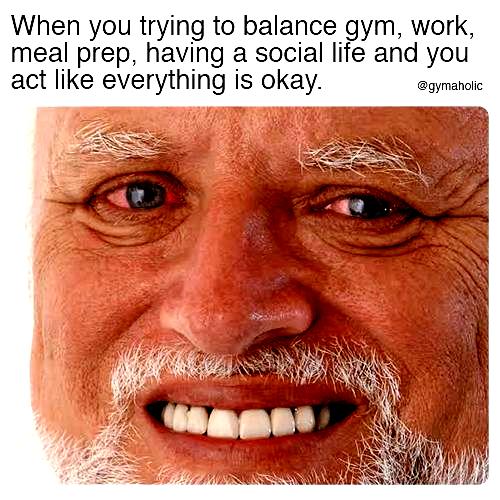 When you trying to balance gym, work,
meal prep, having a social life and you
act like everything is okay.
@gymaholic